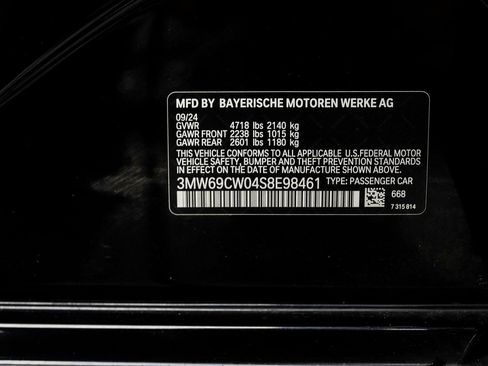 MFD BY BAYERISCHE MOTOREN WERKE AG
09/24
GVWR 4718 lbs 2140 kg
GAWR FRONT 2238 lbs 1015 kg
GAWR REAR 2601 lbs 1180 kg
THIS VEHICLE CONFORMS TO ALL APPLICABLE U.S.FEDERAL MOTOR
VEHICLE SAFETY, BUMPER AND THEFT PREVENTION STANDARDS
IN EFFECT ON THE DATE OF MANUFACTURE SHOWN ABOVE.
3MW69CW04S8E98461 TYPE: PASSENGER CAR
668
7 315 814